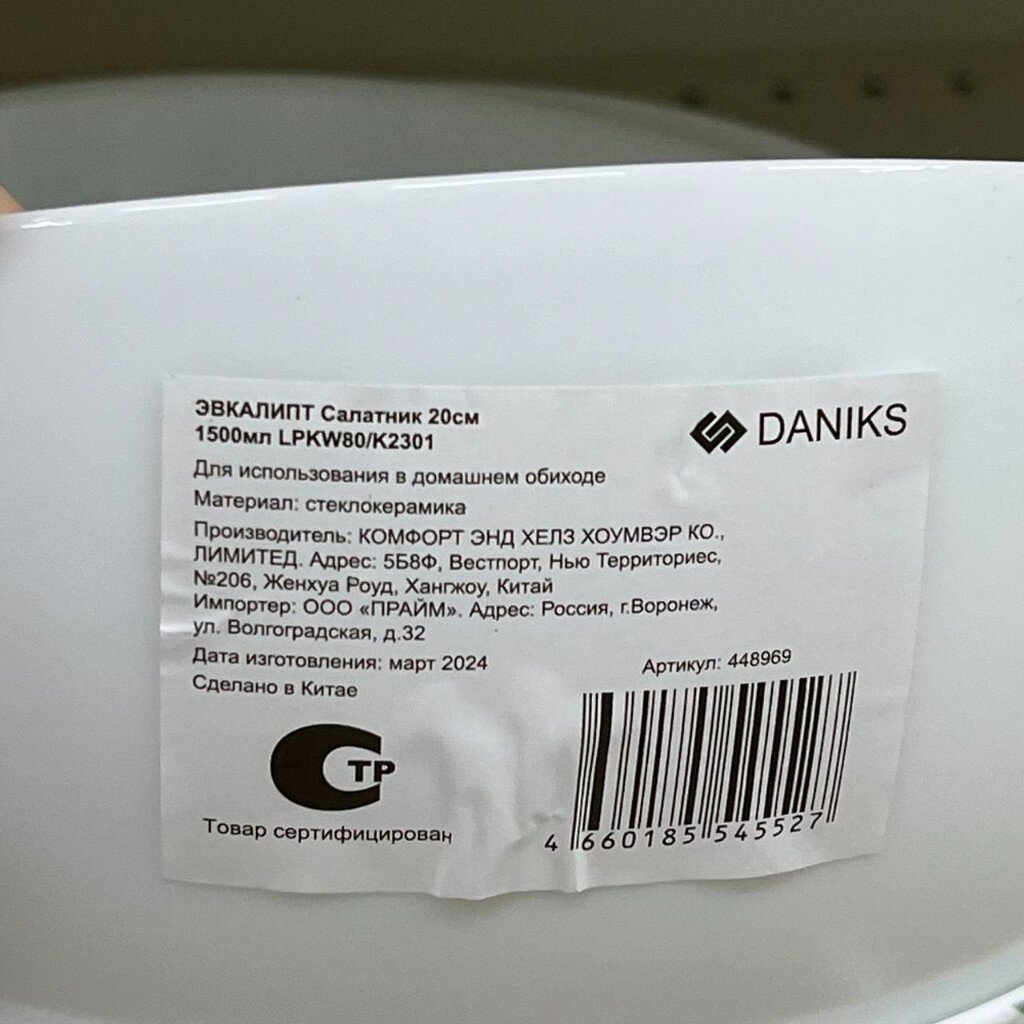 ЭВКАЛИПТ Салатник 20см
1500мл LPKW80/K2301
DANIKS
Для использования в домашнем обиходе
Материал: стеклокерамика
Производитель: КОМФОРТ ЭНД ХЕЛЗ ХОУМВЭР КО.,
ЛИМИТЕД. Адрес: 5Б8Ф, Вестпорт, Нью Территориес,
№206, Женхуа Роуд, Хангжоу, Китай
Импортер: ООО «ПРАЙМ». Адрес: Россия, г.Воронеж,
ул. Волгоградская, д.32
Дата изготовления: март 2024
Сделано в Китае
Артикул: 448969
СТР
Товар сертифицирован
4 660185 545527